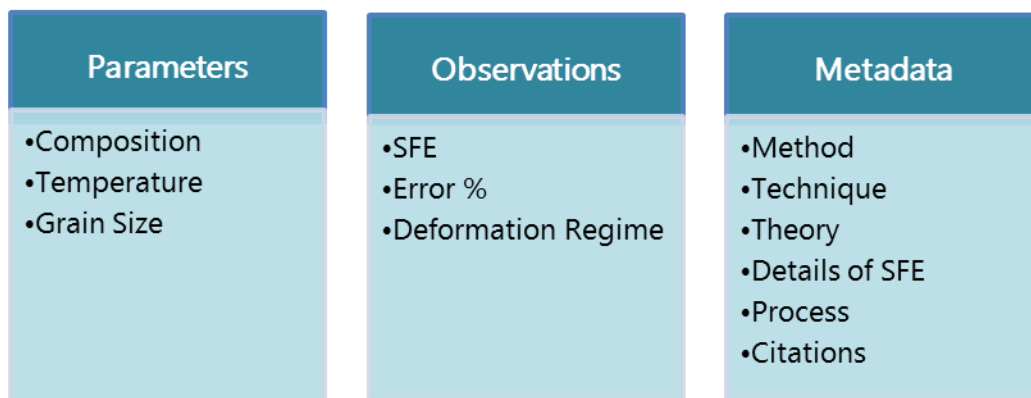 Parameters
•Composition
•Temperature
•Grain Size
Observations
•SFE
•Error %
•Deformation Regime
Metadata
•Method
•Technique
•Theory
•Details of SFE
•Process
•Citations